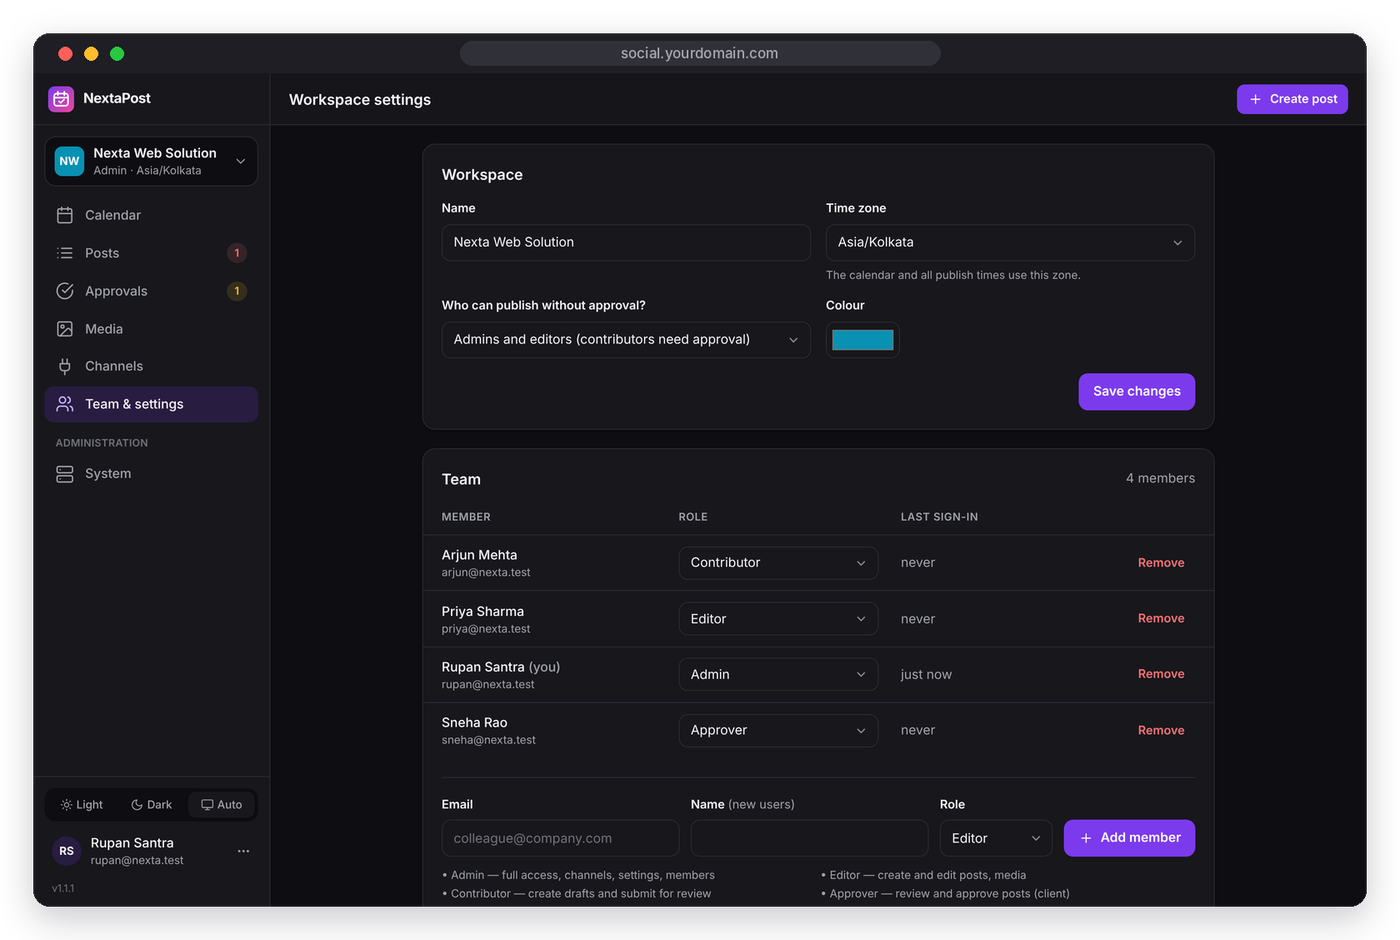 social.yourdomain.com
NextaPost
Workspace settings
+ Create post
NW
Nexta Web Solution
Admin · Asia/Kolkata
Calendar
Posts 1
Approvals 1
Media
Channels
Team & settings
ADMINISTRATION
System
Light Dark Auto
RS
Rupan Santra
rupan@nexta.test
v1.1.1
Workspace
Name Time zone
Nexta Web Solution Asia/Kolkata
The calendar and all publish times use this zone.
Who can publish without approval? Colour
Admins and editors (contributors need approval)
Save changes
Team 4 members
MEMBER ROLE LAST SIGN-IN
Arjun Mehta
arjun@nexta.test
Contributor never Remove
Priya Sharma
priya@nexta.test
Editor never Remove
Rupan Santra (you)
rupan@nexta.test
Admin just now Remove
Sneha Rao
sneha@nexta.test
Approver never Remove
Email Name (new users) Role
colleague@company.com Editor + Add member
• Admin — full access, channels, settings, members • Editor — create and edit posts, media
• Contributor — create drafts and submit for review • Approver — review and approve posts (client)